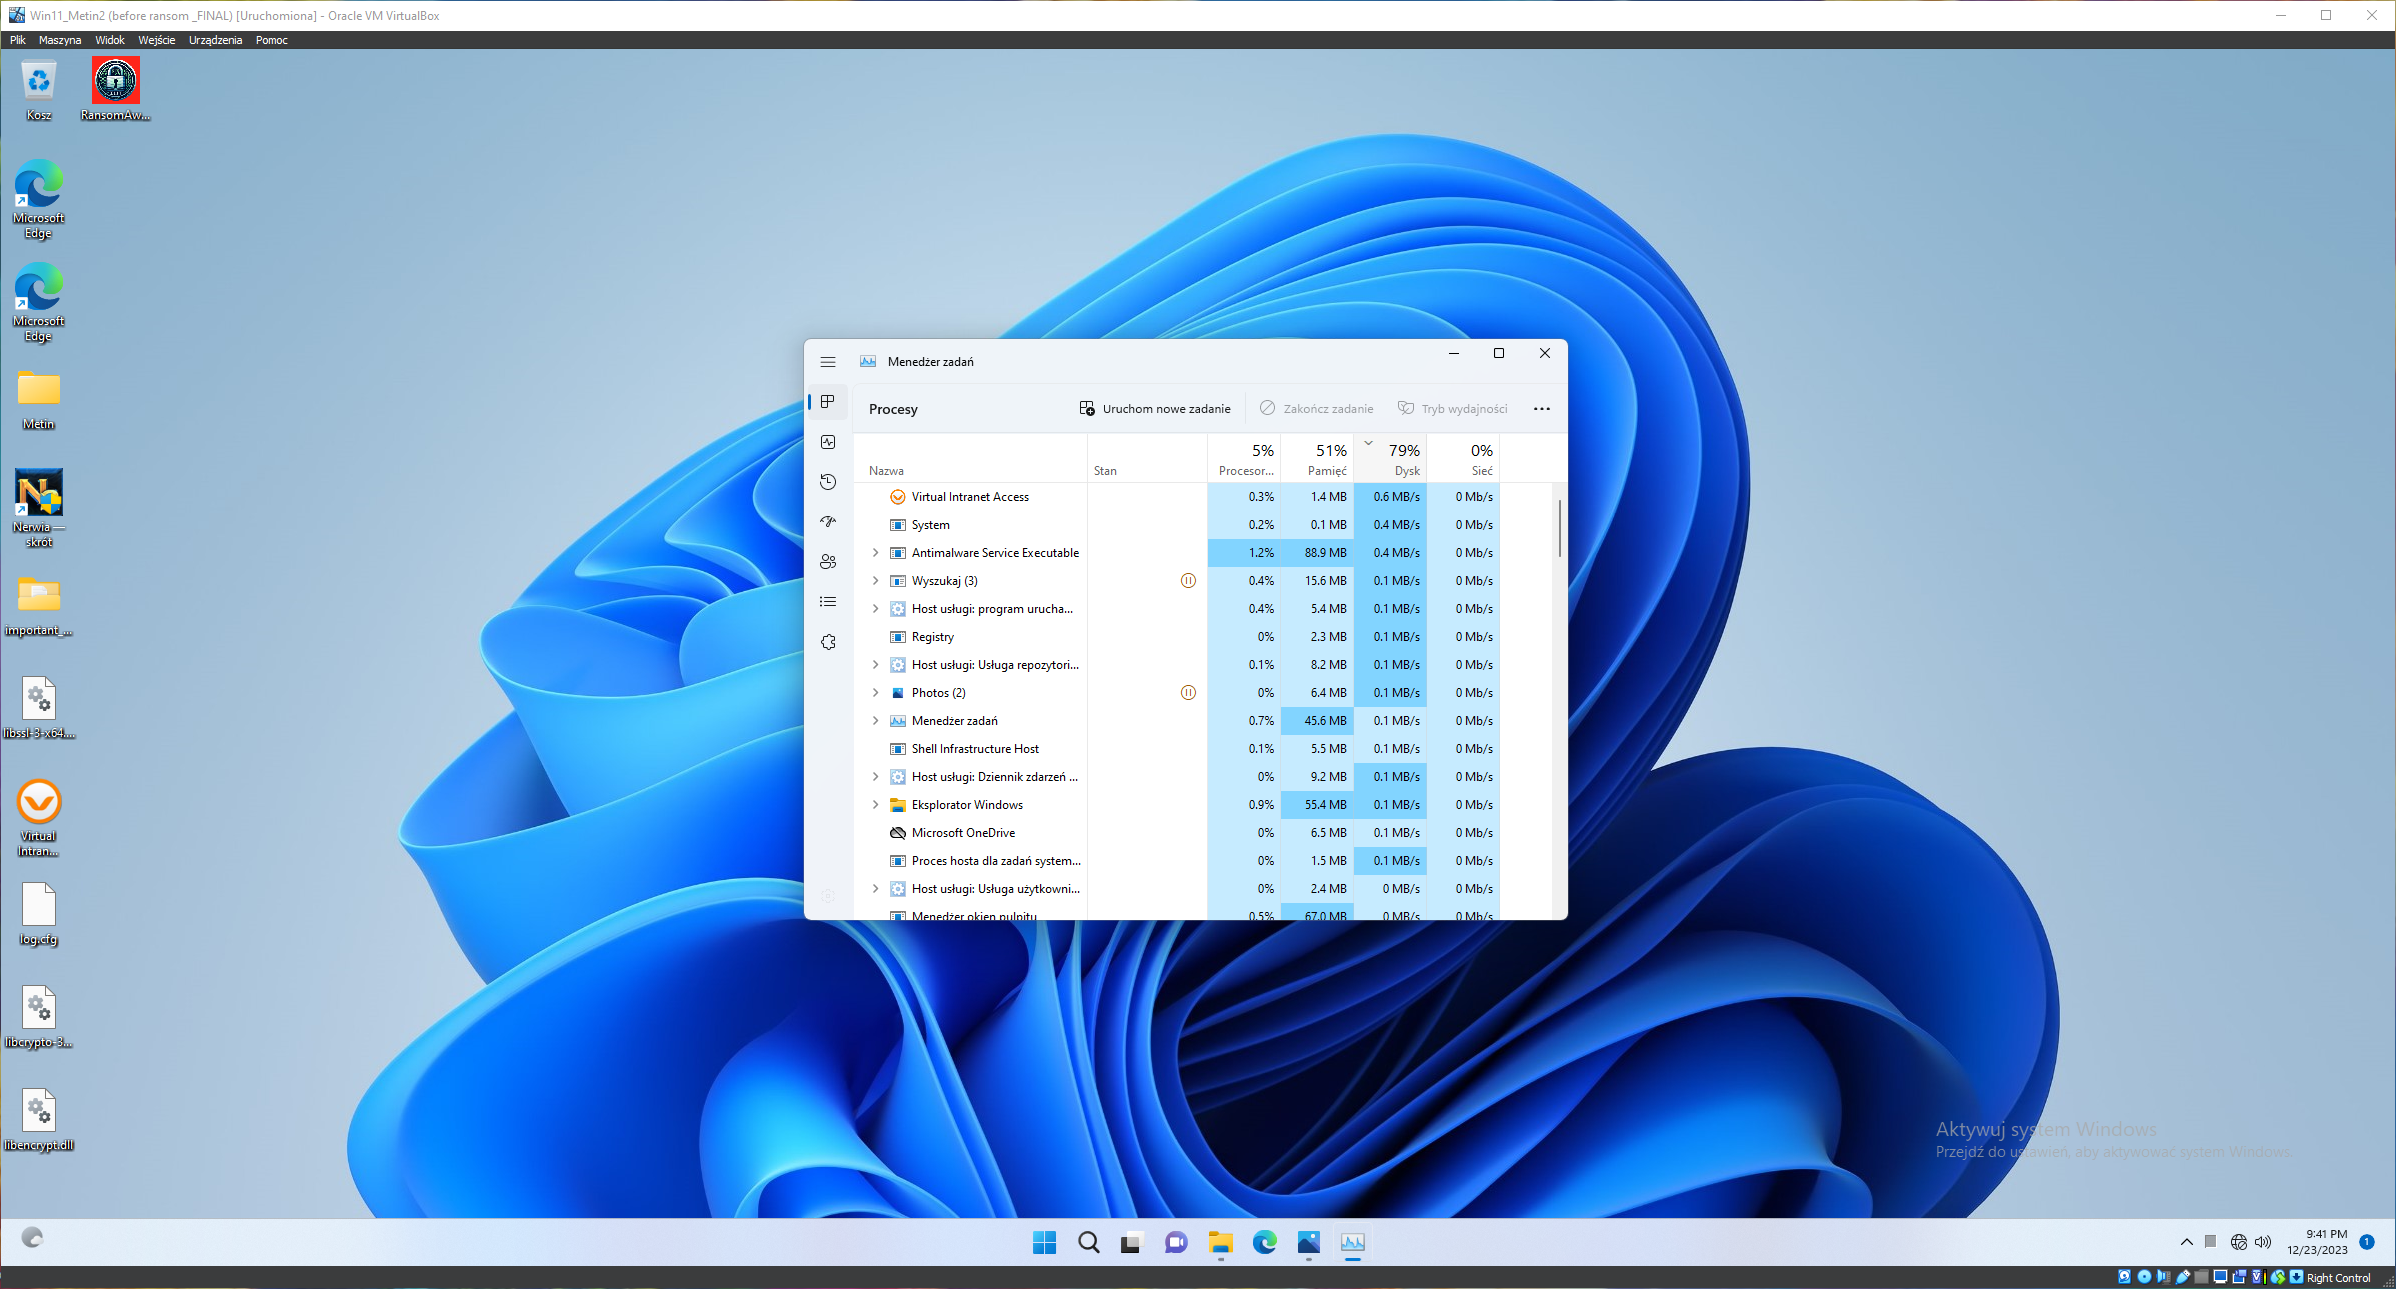 Win11_Metin2 (before ransom _FINAL) [Uruchomiona] - Oracle VM VirtualBox
Plik Maszyna Widok Wejście Urządzenia Pomoc
Kosz
RansomAw...
Microsoft
Edge
Microsoft
Edge
Metin
Nerwia —
skrót
important_...
libssl-3-x64....
Virtual
Intran...
log.cfg
libcrypto-3...
libencrypt.dll
Menedżer zadań
Procesy Uruchom nowe zadanie Zakończ zadanie Tryb wydajności
5% 51% 79% 0%
Nazwa Stan Procesor... Pamięć Dysk Sieć
Virtual Intranet Access 0.3% 1.4 MB 0.6 MB/s 0 Mb/s
System 0.2% 0.1 MB 0.4 MB/s 0 Mb/s
Antimalware Service Executable 1.2% 88.9 MB 0.4 MB/s 0 Mb/s
Wyszukaj (3) 0.4% 15.6 MB 0.1 MB/s 0 Mb/s
Host usługi: program urucha... 0.4% 5.4 MB 0.1 MB/s 0 Mb/s
Registry 0% 2.3 MB 0.1 MB/s 0 Mb/s
Host usługi: Usługa repozytori... 0.1% 8.2 MB 0.1 MB/s 0 Mb/s
Photos (2) 0% 6.4 MB 0.1 MB/s 0 Mb/s
Menedżer zadań 0.7% 45.6 MB 0.1 MB/s 0 Mb/s
Shell Infrastructure Host 0.1% 5.5 MB 0.1 MB/s 0 Mb/s
Host usługi: Dziennik zdarzeń ... 0% 9.2 MB 0.1 MB/s 0 Mb/s
Eksplorator Windows 0.9% 55.4 MB 0.1 MB/s 0 Mb/s
Microsoft OneDrive 0% 6.5 MB 0.1 MB/s 0 Mb/s
Proces hosta dla zadań system... 0% 1.5 MB 0.1 MB/s 0 Mb/s
Host usługi: Usługa użytkowni... 0% 2.4 MB 0 MB/s 0 Mb/s
Menedżer okien pulpitu 0.5% 67.0 MB 0 MB/s 0 Mb/s
Aktywuj system Windows
Przejdź do ustawień, aby aktywować system Windows.
9:41 PM
12/23/2023
1
Right Control